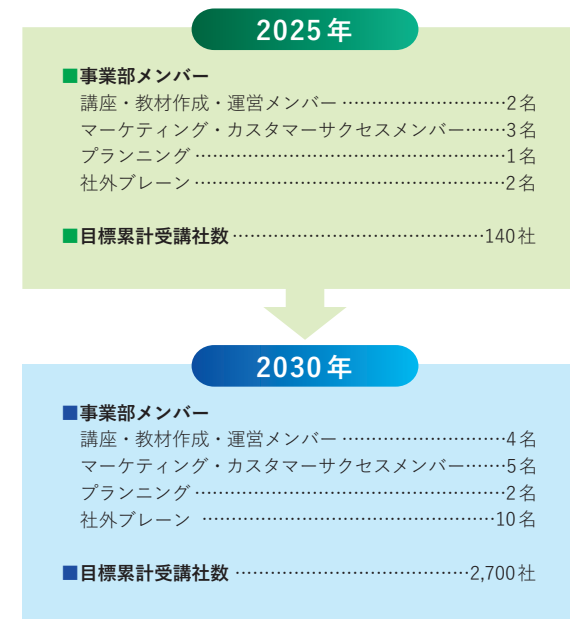 2025年
■事業部メンバー
講座・教材作成・運営メンバー…………………………2名
マーケティング・カスタマーサクセスメンバー……3名
プランニング……………………………………………1名
社外ブレーン……………………………………………2名
■目標累計受講社数……………………………………140社
2030年
■事業部メンバー
講座・教材作成・運営メンバー…………………………4名
マーケティング・カスタマーサクセスメンバー……5名
プランニング……………………………………………2名
社外ブレーン …………………………………………10名
■目標累計受講社数…………………………………2,700社